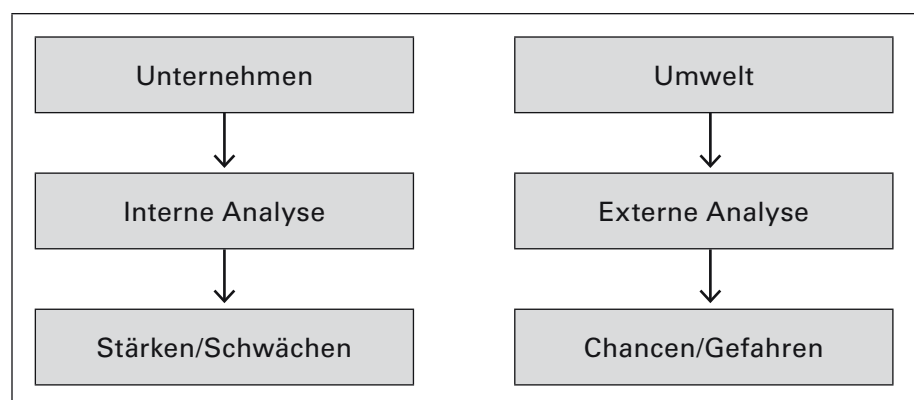 Unternehmen
Umwelt
Interne Analyse
Externe Analyse
Stärken/Schwächen
Chancen/Gefahren